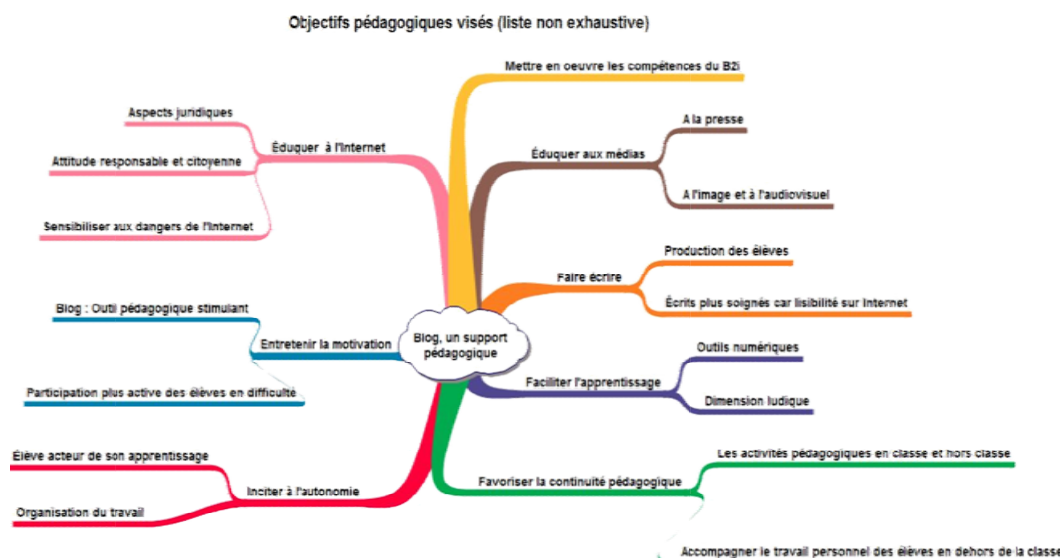 Objectifs pédagogiques visés (liste non exhaustive)
Mettre en oeuvre les compétences du B2i
Aspects juridiques
Éduquer à l'Internet
Attitude responsable et citoyenne
Sensibiliser aux dangers de l'Internet
A la presse
Éduquer aux médias
A l'image et à l'audiovisuel
Production des élèves
Faire écrire
Écrits plus soignés car lisibilité sur Internet
Blog : Outil pédagogique stimulant
Entretenir la motivation
Participation plus active des élèves en difficulté
Blog, un support
pédagogique
Outils numériques
Faciliter l'apprentissage
Dimension ludique
Élève acteur de son apprentissage
Inciter à l'autonomie
Organisation du travail
Les activités pédagogiques en classe et hors classe
Favoriser la continuité pédagogique
Accompagner le travail personnel des élèves en dehors de la classe